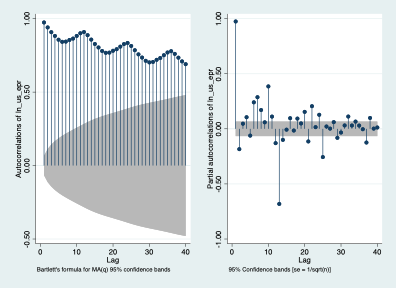 Autocorrelations of ln_us_epr
1.00
0.50
0.00
-0.50
0 10 20 30 40
Lag
Bartlett's formula for MA(q) 95% confidence bands
Partial autocorrelations of ln_us_epr
1.00
0.50
0.00
-0.50
-1.00
0 10 20 30 40
Lag
95% Confidence bands [se = 1/sqrt(n)]